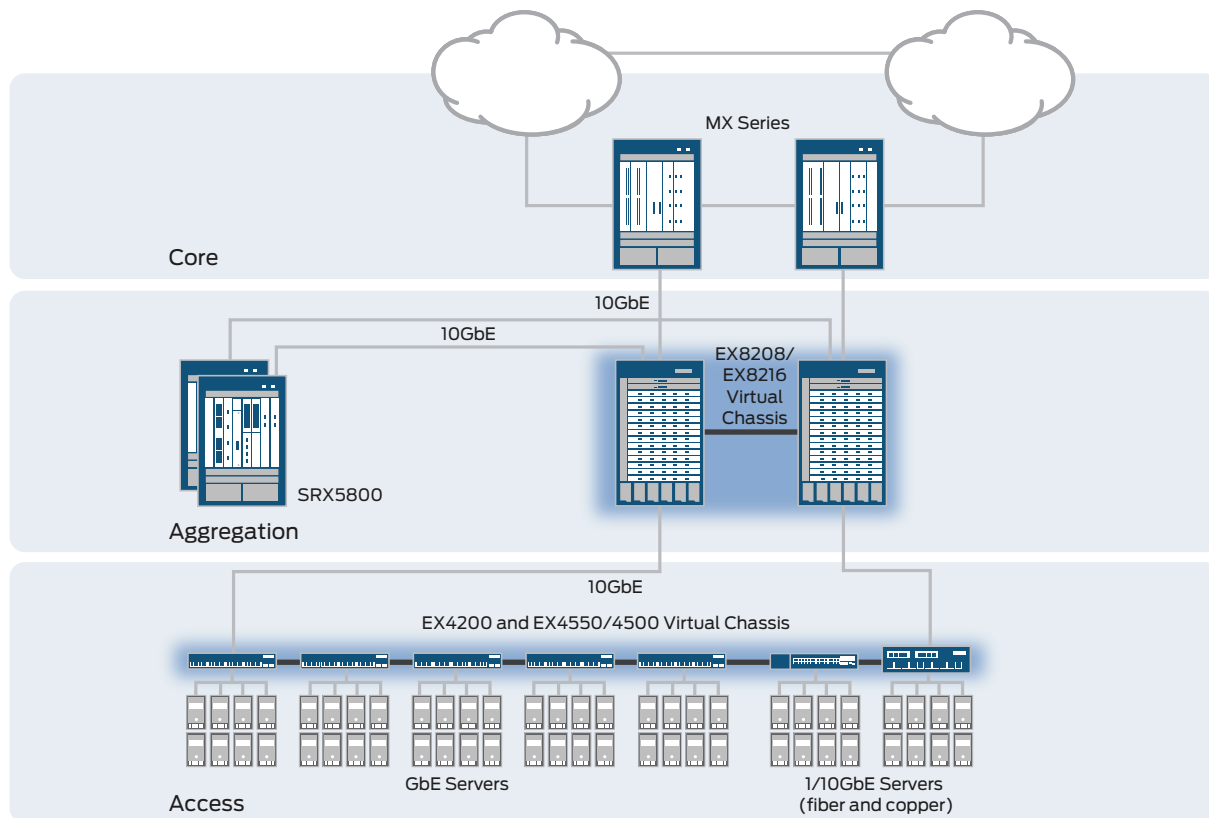 MX Series
Core
10GbE
10GbE
EX8208/
EX8216
Virtual
Chassis
SRX5800
Aggregation
10GbE
EX4200 and EX4550/4500 Virtual Chassis
GbE Servers
1/10GbE Servers
(fiber and copper)
Access